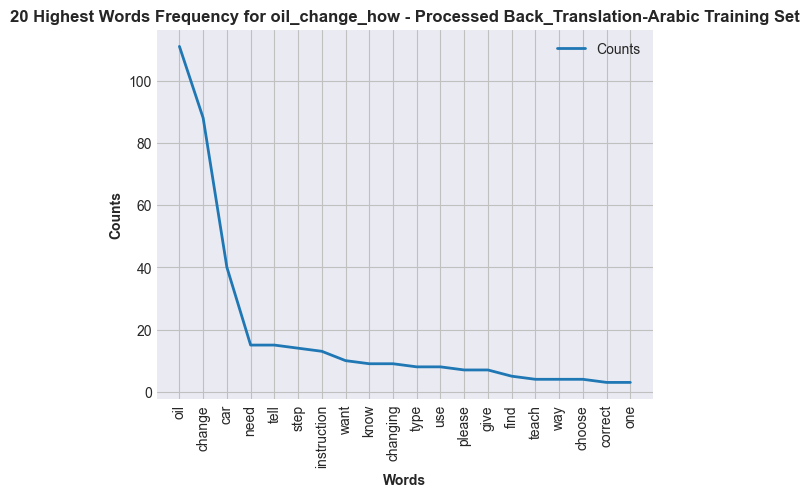 20 Highest Words Frequency for oil_change_how - Processed Back_Translation-Arabic Training Set
Counts
Counts
100
80
60
40
20
0
oil
change
car
need
tell
step
instruction
want
know
changing
type
use
please
give
find
teach
way
choose
correct
one
Words